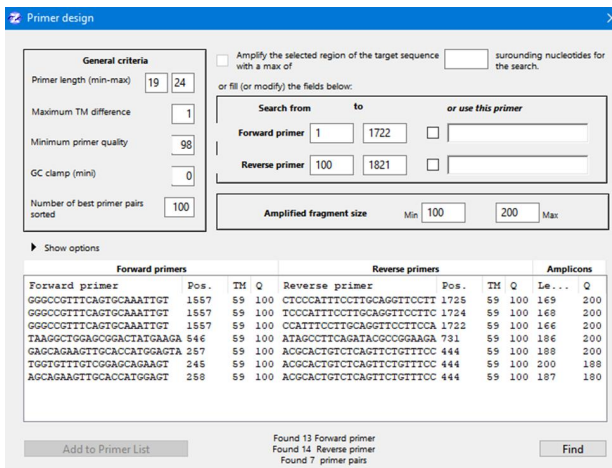 Primer design
General criteria
Primer length (min-max) 19 24
Maximum TM difference 1
Minimum primer quality 98
GC clamp (mini) 0
Number of best primer pairs sorted 100
Amplify the selected region of the target sequence with a max of surounding nucleotides for the search.
or fill (or modify) the fields below:
Search from to or use this primer
Forward primer 1 1722
Reverse primer 100 1821
Amplified fragment size Min 100 200 Max
Show options
Forward primers Reverse primers Amplicons
Forward primer Pos. TM Q Reverse primer Pos. TM Q Le... Q
GGGCCGTTTCAGTGCAAATTGT 1557 59 100 CTCCCATTTCCTTGCAGGTTCCTT 1725 59 100 169 200
GGGCCGTTTCAGTGCAAATTGT 1557 59 100 TCCCATTTCCTTGCAGGTTCCTTC 1724 59 100 168 200
GGGCCGTTTCAGTGCAAATTGT 1557 59 100 CCATTTCCTTGCAGGTTCCTTCCA 1722 59 100 166 200
TAAGGCTGGAGCGGACTATGAAGA 546 59 100 ATAGCCTTCAGATACGCCGGAAGA 731 59 100 186 200
GAGCAGAAGTTGCACCATGGAGTA 257 59 100 ACGCACTGTCTCAGTTCTGTTTCC 444 59 100 188 200
TGGTGTTTGTCGGAGCAGAAGT 245 59 100 ACGCACTGTCTCAGTTCTGTTTCC 444 59 100 200 188
AGCAGAAGTTGCACCATGGAGT 258 59 100 ACGCACTGTCTCAGTTCTGTTTCC 444 59 100 187 180
Add to Primer List
Found 13 Forward primer
Found 14 Reverse primer
Found 7 primer pairs
Find